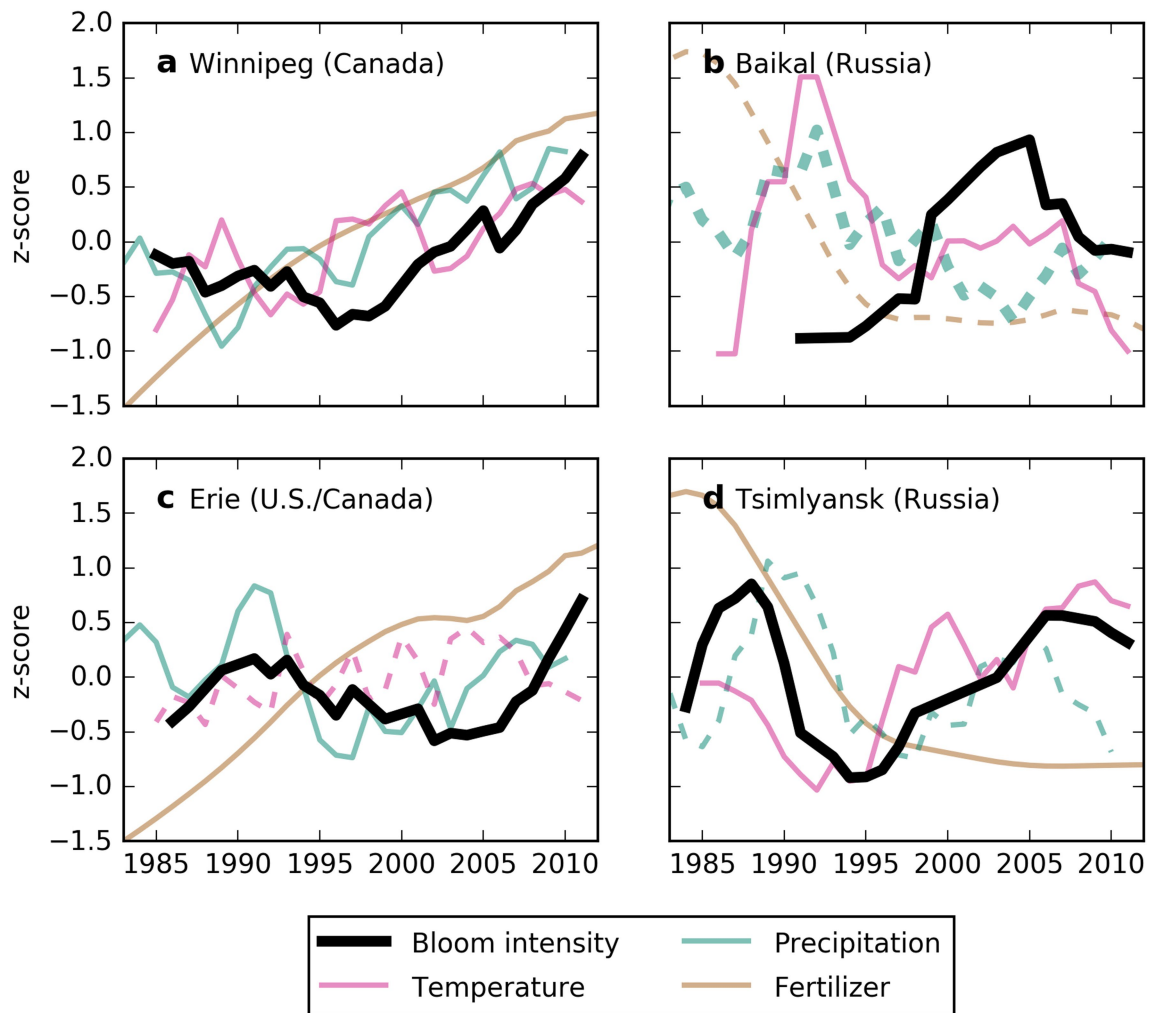 a Winnipeg (Canada)
b Baikal (Russia)
2.0
1.5
1.0
0.5
0.0
−0.5
−1.0
−1.5
z-score
c Erie (U.S./Canada)
d Tsimlyansk (Russia)
2.0
1.5
1.0
0.5
0.0
−0.5
−1.0
−1.5
z-score
1985 1990 1995 2000 2005 2010
1985 1990 1995 2000 2005 2010
Bloom intensity
Precipitation
Temperature
Fertilizer